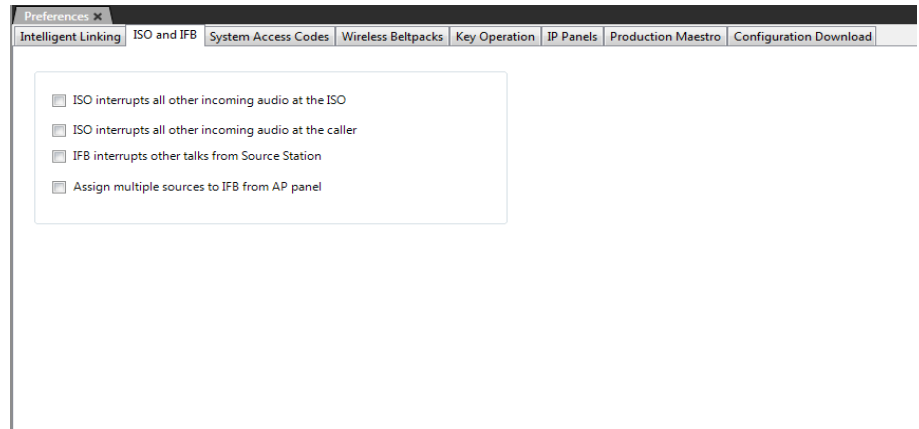 Preferences ×
Intelligent Linking ISO and IFB System Access Codes Wireless Beltpacks Key Operation IP Panels Production Maestro Configuration Download
ISO interrupts all other incoming audio at the ISO
ISO interrupts all other incoming audio at the caller
IFB interrupts other talks from Source Station
Assign multiple sources to IFB from AP panel